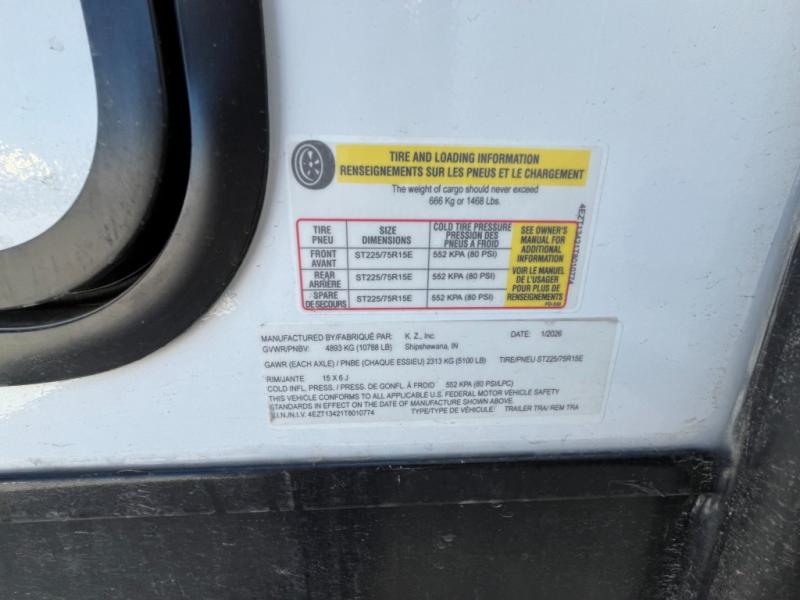 TIRE AND LOADING INFORMATION
RENSEIGNEMENTS SUR LES PNEUS ET LE CHARGEMENT
The weight of cargo should never exceed
666 Kg or 1468 Lbs.
TIRE PNEU SIZE DIMENSIONS COLD TIRE PRESSURE PRESSION DES PNEUS A FROID
FRONT AVANT ST225/75R15E 552 KPA (80 PSI)
REAR ARRIÈRE ST225/75R15E 552 KPA (80 PSI)
SPARE DE SECOURS ST225/75R15E 552 KPA (80 PSI)
SEE OWNER'S
MANUAL FOR
ADDITIONAL
INFORMATION
VOIR LE MANUEL
DE L'USAGER
POUR PLUS DE
RENSEIGNEMENTS
4EZT13421T8010774
MANUFACTURED BY/FABRIQUÉ PAR: K. Z., Inc. DATE: 1/2026
GVWR/PNBV: 4893 KG (10788 LB) Shipshewana, IN
GAWR (EACH AXLE) / PNBE (CHAQUE ESSIEU) 2313 KG (5100 LB) TIRE/PNEU ST225/75R15E
RIM/JANTE 15 X 6 J
COLD INFL. PRESS. / PRESS. DE GONFL. À FROID 552 KPA (80 PSI/LPC)
THIS VEHICLE CONFORMS TO ALL APPLICABLE U.S. FEDERAL MOTOR VEHICLE SAFETY
STANDARDS IN EFFECT ON THE DATE OF MANUFACTURE SHOWN ABOVE.
V.I.N./N.I.V. 4EZT13421T8010774 TYPE/TYPE DE VÉHICULE: TRAILER TRA/ REM TRA